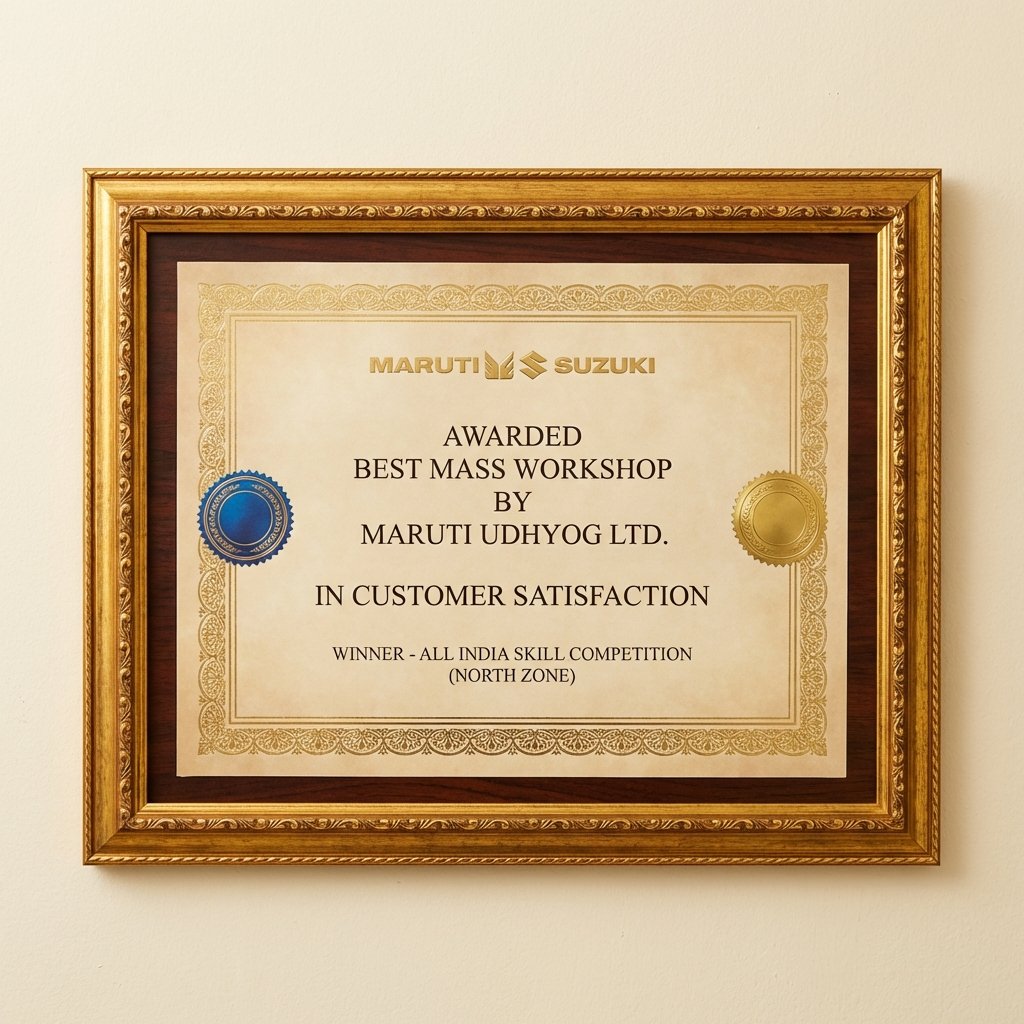 MARUTI SUZUKI
AWARDED
BEST MASS WORKSHOP
BY
MARUTI UDHYOG LTD.
IN CUSTOMER SATISFACTION
WINNER - ALL INDIA SKILL COMPETITION
(NORTH ZONE)